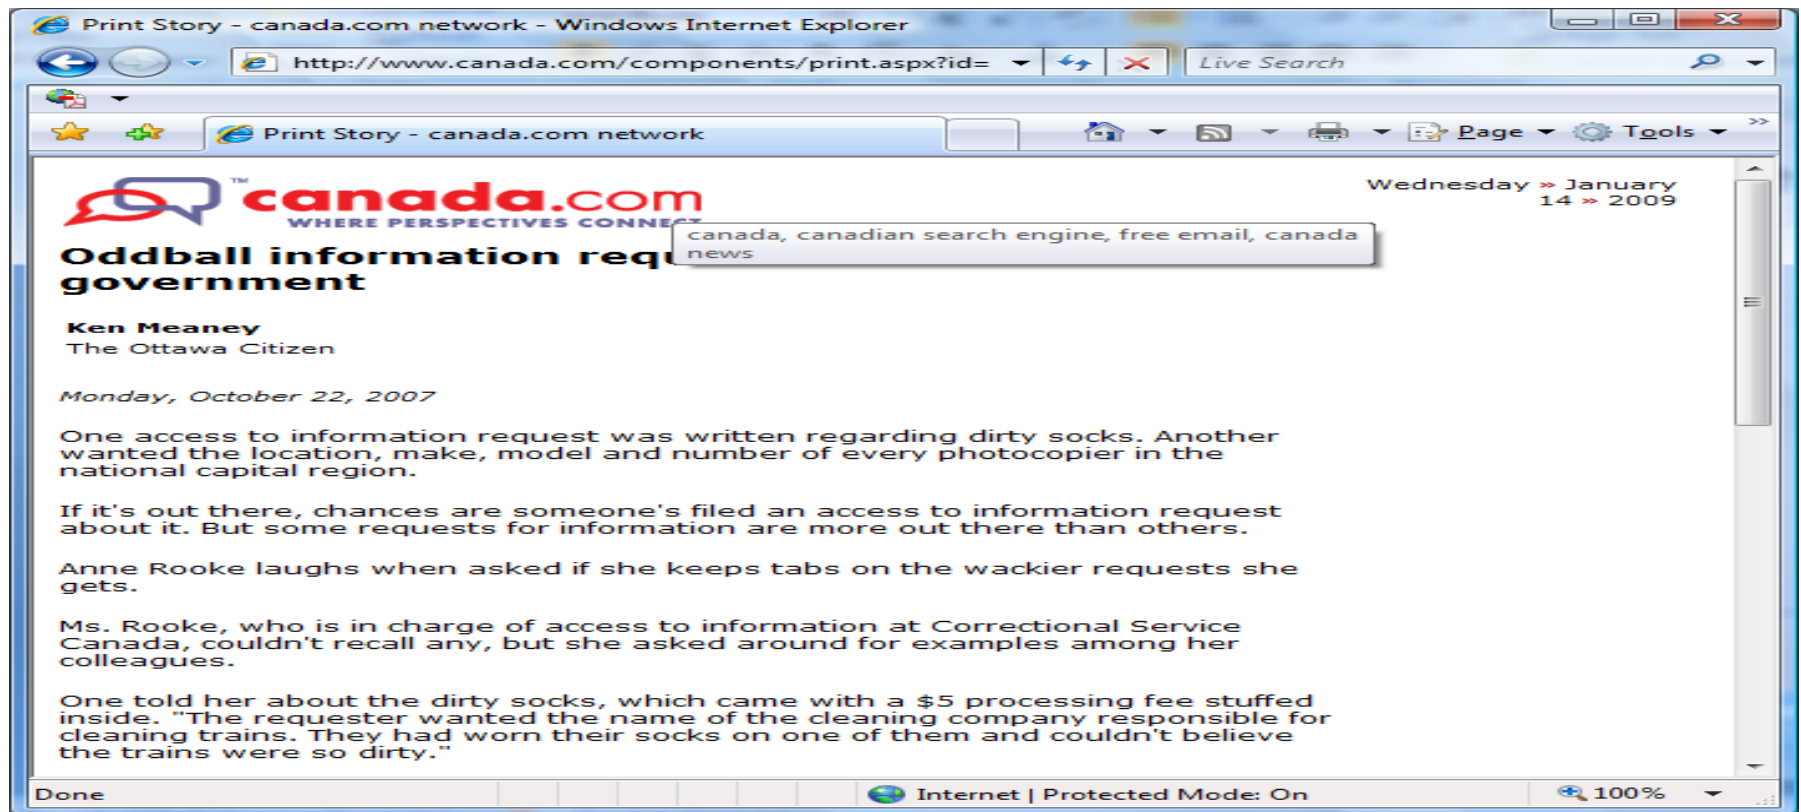 Print Story - canada.com network - Windows Internet Explorer
http://www.canada.com/components/print.aspx?id=
Live Search
Print Story - canada.com network
Page
Tools
™
canada.com
WHERE PERSPECTIVES CONNECT
Wednesday » January
14 » 2009
canada, canadian search engine, free email, canada
news
Oddball information
government
Ken Meaney
The Ottawa Citizen
Monday, October 22, 2007
One access to information request was written regarding dirty socks. Another
wanted the location, make, model and number of every photocopier in the
national capital region.
If it's out there, chances are someone's filed an access to information request
about it. But some requests for information are more out there than others.
Anne Rooke laughs when asked if she keeps tabs on the wackier requests she
gets.
Ms. Rooke, who is in charge of access to information at Correctional Service
Canada, couldn't recall any, but she asked around for examples among her
colleagues.
One told her about the dirty socks, which came with a $5 processing fee stuffed
inside. "The requester wanted the name of the cleaning company responsible for
cleaning trains. They had worn their socks on one of them and couldn't believe
the trains were so dirty."
Done
Internet | Protected Mode: On
100%